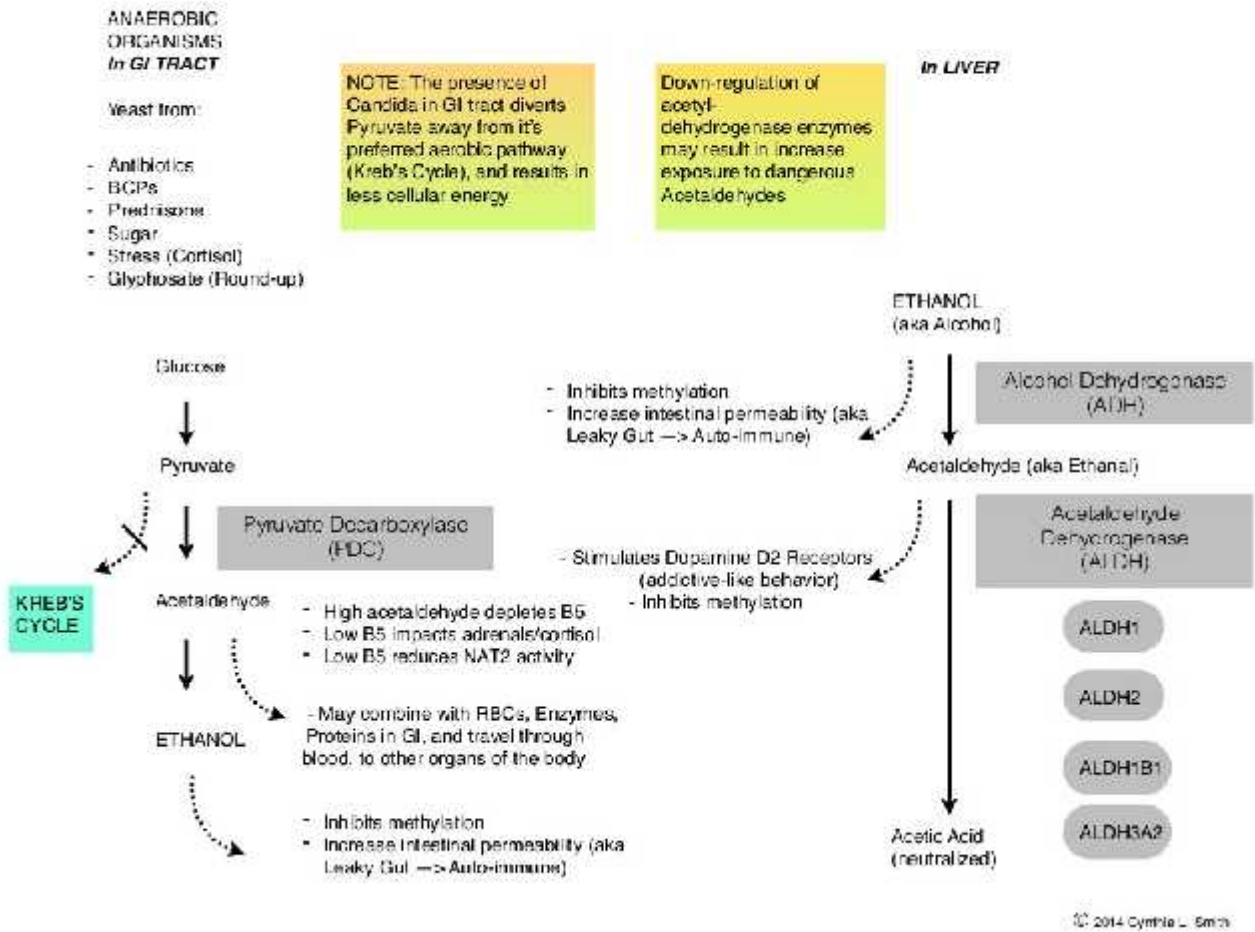 ANAEROBIC
ORGANISMS
In GI TRACT
Yeast from:
- Antibiotics
- BCPs
- Prednisone
- Sugar
- Stress (Cortisol)
- Glyphosate (Round-up)
NOTE: The presence of
Candida in GI tract diverts
Pyruvate away from it's
preferred aerobic pathway
(Kreb's Cycle), and results in
less cellular energy
Down-regulation of
acetyl-
dehydrogenase enzymes
may result in increase
exposure to dangerous
Acetaldehydes
In LIVER
Glucose
Pyruvate
Pyruvate Decarboxylase
(PDC)
KREB'S
CYCLE
Acetaldehyde
- High acetaldehyde depletes B5
- Low B5 impacts adrenals/cortisol
- Low B5 reduces NAT2 activity
- May combine with RBCs, Enzymes,
Proteins in GI, and travel through
blood, to other organs of the body
ETHANOL
- Inhibits methylation
- Increase intestinal permeability (aka
Leaky Gut —> Auto-immune)
ETHANOL
(aka Alcohol)
Alcohol Dehydrogenase
(ADH)
- Inhibits methylation
- Increase intestinal permeability (aka
Leaky Gut —> Auto-immune)
Acetaldehyde (aka Ethanal)
Acetaldehyde
Dehydrogenase
(ALDH)
- Stimulates Dopamine D2 Receptors
(addictive-like behavior)
- Inhibits methylation
ALDH1
ALDH2
ALDH1B1
ALDH3A2
Acetic Acid
(neutralized)
© 2014 Cynthia L. Smith